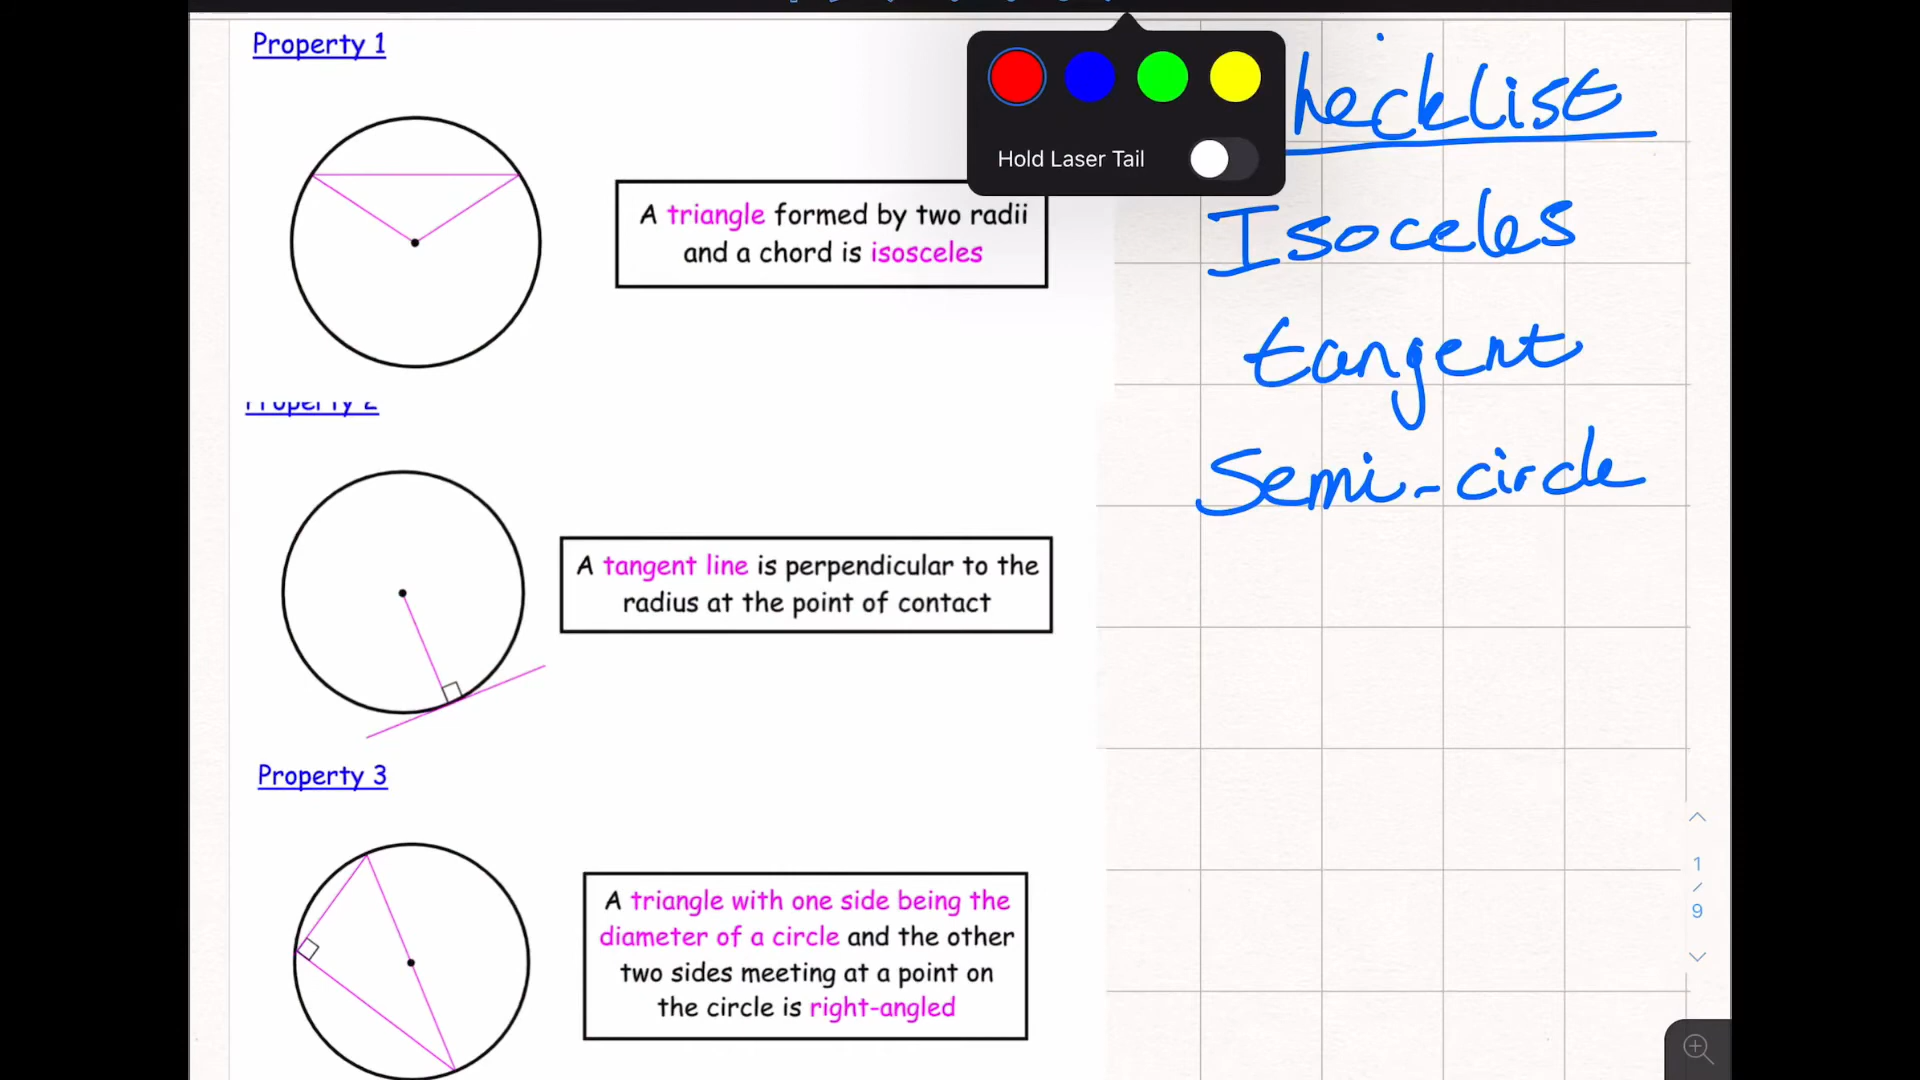 Property 1
A triangle formed by two radii
and a chord is isosceles
Property 2
A tangent line is perpendicular to the
radius at the point of contact
Property 3
A triangle with one side being the
diameter of a circle and the other
two sides meeting at a point on
the circle is right-angled
Hold Laser Tail
hecklist
Isoceles
tangent
Semi-circle
1
/
9